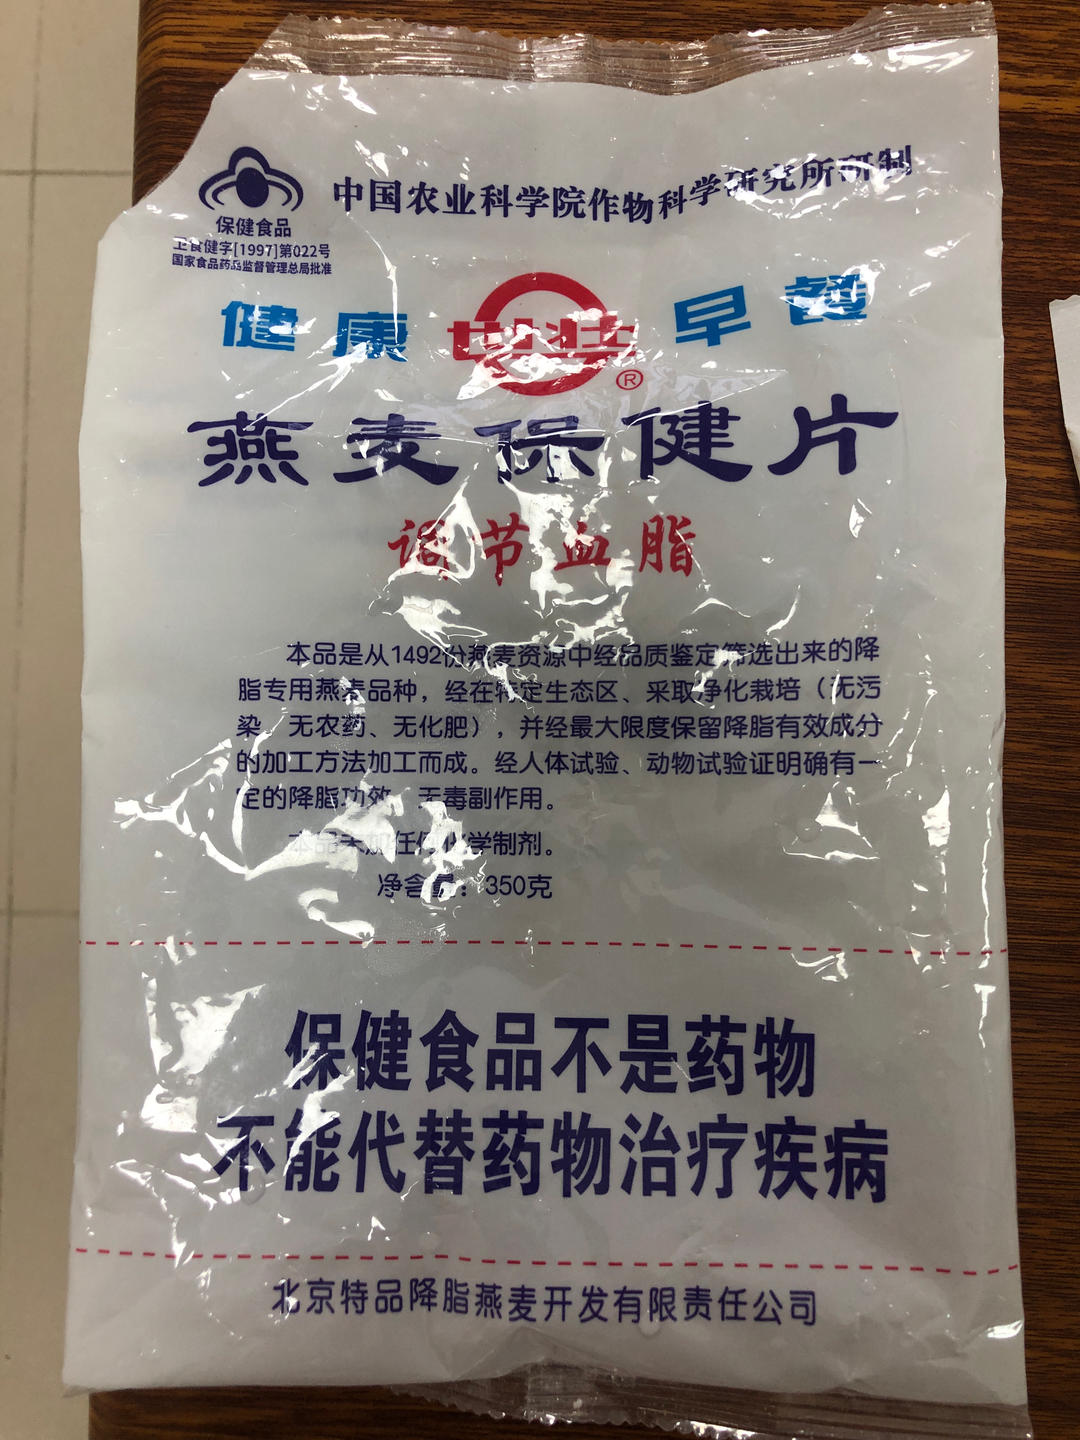 中国农业科学院作物科学研究所研制
保健食品
卫食健字[1997]第022号
国家食品药品监督管理总局批准
健康 早餐
®
燕麦保健片
调节血脂
本品是从1492份燕麦资源中经品质鉴定筛选出来的降
脂专用燕麦品种，经在特定生态区、采取净化栽培（无污
染、无农药、无化肥），并经最大限度保留降脂有效成分
的加工方法加工而成。经人体试验、动物试验证明确有一
定的降脂功效，无毒副作用。
本品未加任何化学制剂。
净含量：350克
保健食品不是药物
不能代替药物治疗疾病
北京特品降脂燕麦开发有限责任公司